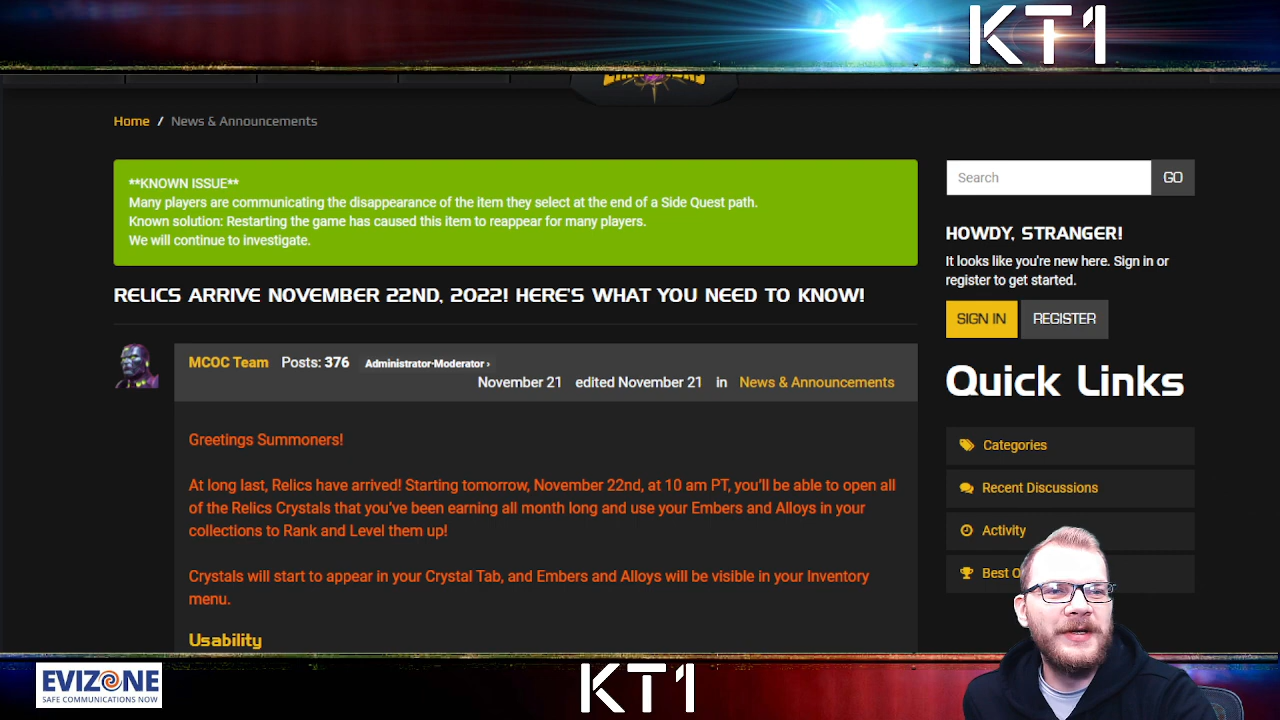 KT1
Home / News & Announcements
**KNOWN ISSUE**
Many players are communicating the disappearance of the item they select at the end of a Side Quest path.
Known solution: Restarting the game has caused this item to reappear for many players.
We will continue to investigate.
Search
GO
HOWDY, STRANGER!
It looks like you're new here. Sign in or
register to get started.
SIGN IN
REGISTER
RELICS ARRIVE NOVEMBER 22ND, 2022! HERE'S WHAT YOU NEED TO KNOW!
MCOC Team Posts: 376 Administrator-Moderator ›
November 21 edited November 21 in News & Announcements
Greetings Summoners!
At long last, Relics have arrived! Starting tomorrow, November 22nd, at 10 am PT, you'll be able to open all
of the Relics Crystals that you've been earning all month long and use your Embers and Alloys in your
collections to Rank and Level them up!
Crystals will start to appear in your Crystal Tab, and Embers and Alloys will be visible in your Inventory
menu.
Usability
Quick Links
Categories
Recent Discussions
Activity
Best O
EVIZONE
SAFE COMMUNICATIONS NOW
KT1